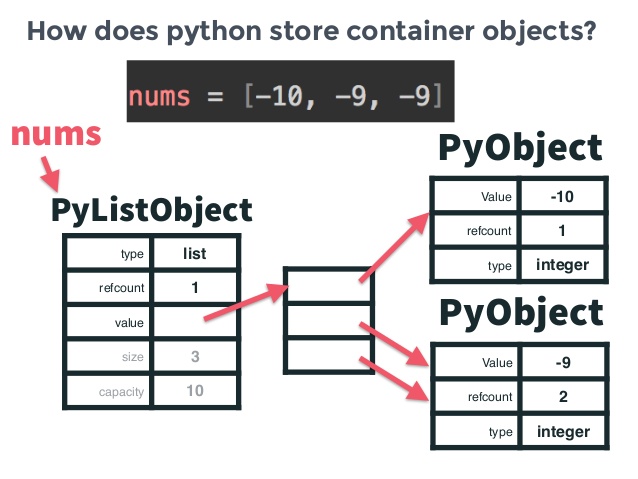 How does python store container objects?
nums = [-10, -9, -9]
nums
PyListObject
type list
refcount 1
value
size 3
capacity 10
PyObject
Value -10
refcount 1
type integer
PyObject
Value -9
refcount 2
type integer